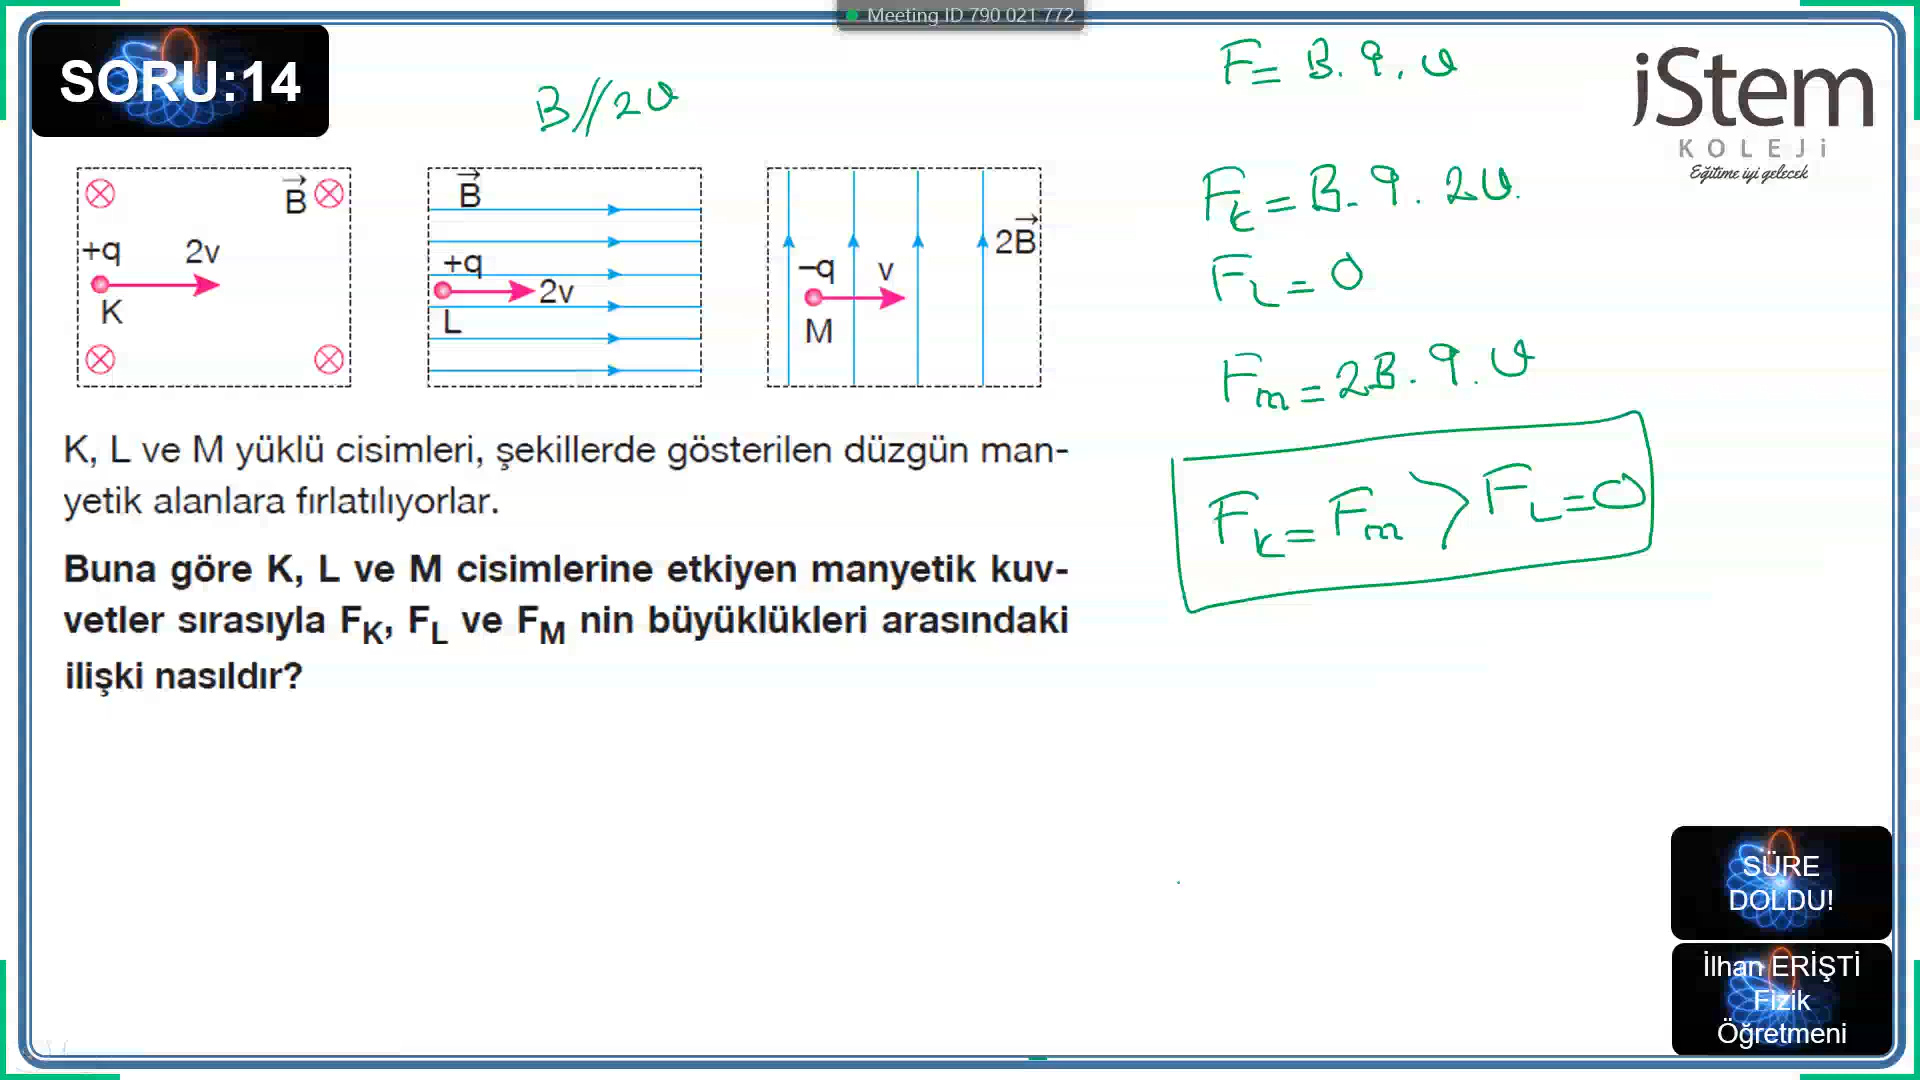 Meeting ID 790 021 772
SORU:14
B//2v
F = B.q.v
iStem
KOLEJi
Eğitime iyi gelecek
B
+q 2v
K
B
+q
2v
L
2B
-q v
M
F_K = B.q.2v.
F_L = 0
F_m = 2B.q.v
F_K = F_m > F_L = 0
K, L ve M yüklü cisimleri, şekillerde gösterilen düzgün man-
yetik alanlara fırlatılıyorlar.
Buna göre K, L ve M cisimlerine etkiyen manyetik kuv-
vetler sırasıyla F_K, F_L ve F_M nin büyüklükleri arasındaki
ilişki nasıldır?
SÜRE
DOLDU!
İlhan ERİŞTİ
Fizik
Öğretmeni